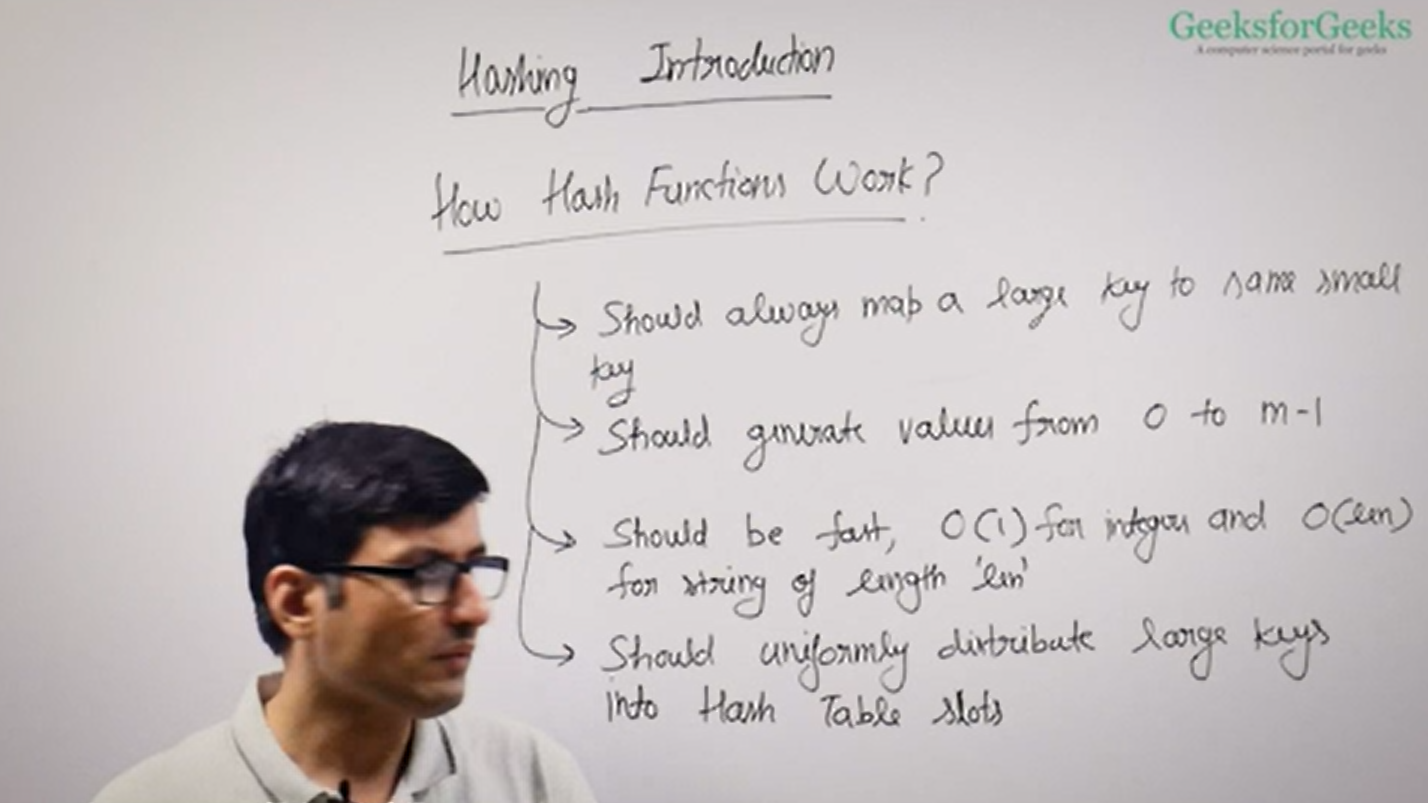 GeeksforGeeks
A computer science portal for geeks
Hashing Introduction
How Hash Functions Work?
Should always map a large key to same small
key
Should generate values from 0 to m-1
Should be fast, O(1) for integers and O(len)
for string of length 'len'
Should uniformly distribute large keys
into Hash Table slots